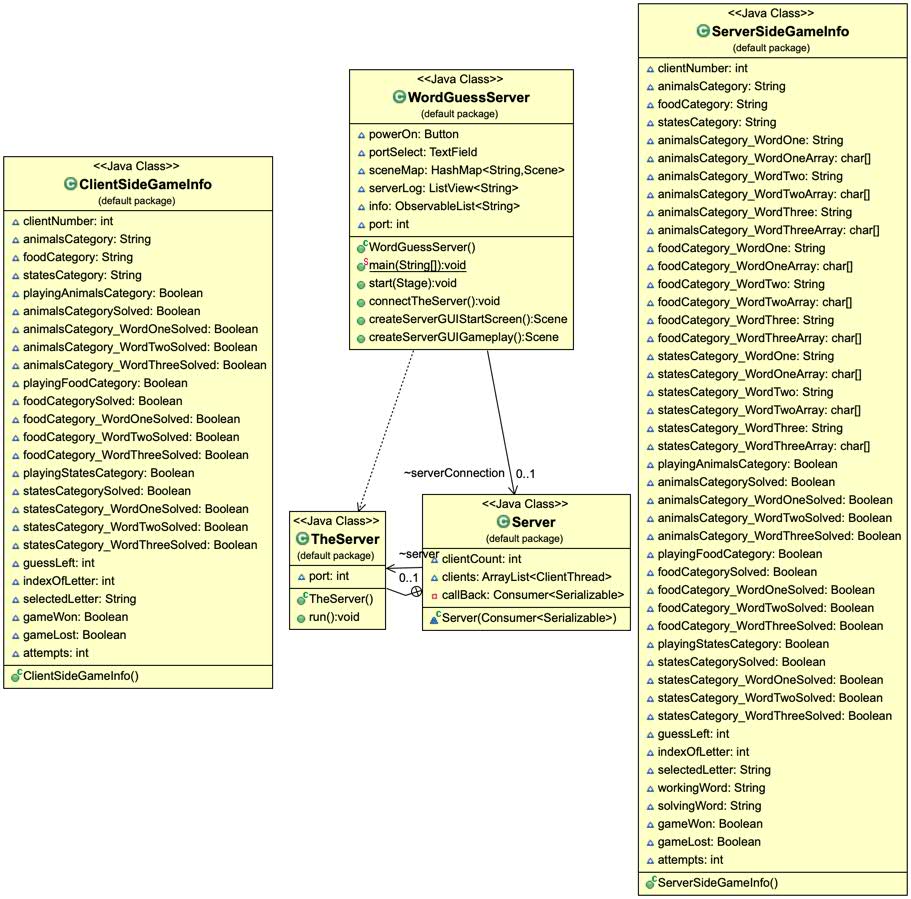 <<Java Class>>
ClientSideGameInfo
(default package)
clientNumber: int
animalsCategory: String
foodCategory: String
statesCategory: String
playingAnimalsCategory: Boolean
animalsCategorySolved: Boolean
animalsCategory_WordOneSolved: Boolean
animalsCategory_WordTwoSolved: Boolean
animalsCategory_WordThreeSolved: Boolean
playingFoodCategory: Boolean
foodCategorySolved: Boolean
foodCategory_WordOneSolved: Boolean
foodCategory_WordTwoSolved: Boolean
foodCategory_WordThreeSolved: Boolean
playingStatesCategory: Boolean
statesCategorySolved: Boolean
statesCategory_WordOneSolved: Boolean
statesCategory_WordTwoSolved: Boolean
statesCategory_WordThreeSolved: Boolean
guessLeft: int
indexOfLetter: int
selectedLetter: String
gameWon: Boolean
gameLost: Boolean
attempts: int
ClientSideGameInfo()
<<Java Class>>
WordGuessServer
(default package)
powerOn: Button
portSelect: TextField
sceneMap: HashMap<String,Scene>
serverLog: ListView<String>
info: ObservableList<String>
port: int
WordGuessServer()
main(String[]):void
start(Stage):void
connectTheServer():void
createServerGUIStartScreen():Scene
createServerGUIGameplay():Scene
~serverConnection
0..1
<<Java Class>>
TheServer
(default package)
port: int
TheServer()
run():void
~server
0..1
<<Java Class>>
Server
(default package)
clientCount: int
clients: ArrayList<ClientThread>
callBack: Consumer<Serializable>
Server(Consumer<Serializable>)
<<Java Class>>
ServerSideGameInfo
(default package)
clientNumber: int
animalsCategory: String
foodCategory: String
statesCategory: String
animalsCategory_WordOne: String
animalsCategory_WordOneArray: char[]
animalsCategory_WordTwo: String
animalsCategory_WordTwoArray: char[]
animalsCategory_WordThree: String
animalsCategory_WordThreeArray: char[]
foodCategory_WordOne: String
foodCategory_WordOneArray: char[]
foodCategory_WordTwo: String
foodCategory_WordTwoArray: char[]
foodCategory_WordThree: String
foodCategory_WordThreeArray: char[]
statesCategory_WordOne: String
statesCategory_WordOneArray: char[]
statesCategory_WordTwo: String
statesCategory_WordTwoArray: char[]
statesCategory_WordThree: String
statesCategory_WordThreeArray: char[]
playingAnimalsCategory: Boolean
animalsCategorySolved: Boolean
animalsCategory_WordOneSolved: Boolean
animalsCategory_WordTwoSolved: Boolean
animalsCategory_WordThreeSolved: Boolean
playingFoodCategory: Boolean
foodCategorySolved: Boolean
foodCategory_WordOneSolved: Boolean
foodCategory_WordTwoSolved: Boolean
foodCategory_WordThreeSolved: Boolean
playingStatesCategory: Boolean
statesCategorySolved: Boolean
statesCategory_WordOneSolved: Boolean
statesCategory_WordTwoSolved: Boolean
statesCategory_WordThreeSolved: Boolean
guessLeft: int
indexOfLetter: int
selectedLetter: String
workingWord: String
solvingWord: String
gameWon: Boolean
gameLost: Boolean
attempts: int
ServerSideGameInfo()